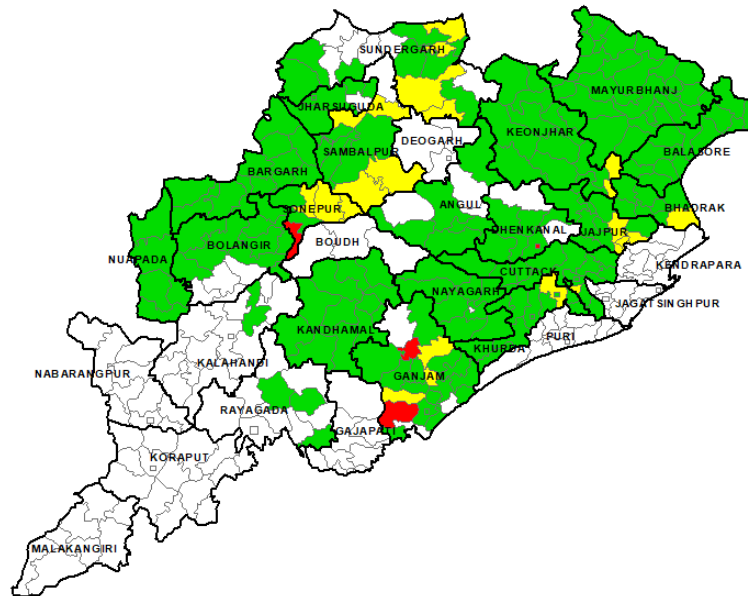 SUNDERGARH
MAYURBHANJ
JHARSUGUDA
KEONJHAR
DEOGARH
SAMBALPUR
BALASORE
BARGARH
ANGUL
SONEPUR
BHADRAK
DHENKANAL
JAJPUR
BOUDH
BOLANGIR
NUAPADA
KENDRAPARA
CUTTACK
NAYAGARH
JAGATSINGHPUR
KANDHAMAL
PURI
KHURDA
KALAHANDI
NABARANGPUR
GANJAM
RAYAGADA
GAJAPATI
KORAPUT
MALAKANGIRI